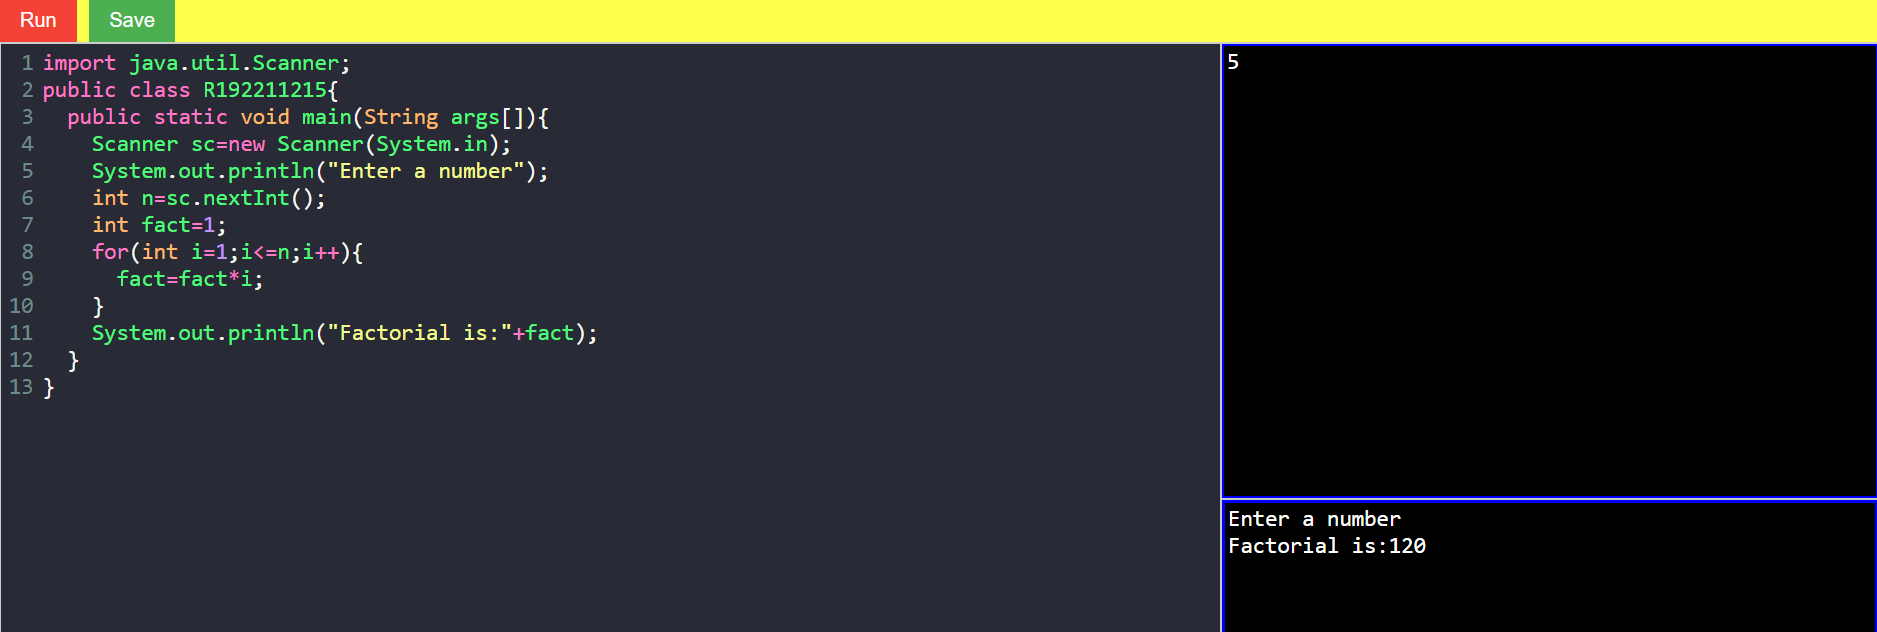 Run Save
1 import java.util.Scanner;
2 public class R192211215{
3   public static void main(String args[]){
4     Scanner sc=new Scanner(System.in);
5     System.out.println("Enter a number");
6     int n=sc.nextInt();
7     int fact=1;
8     for(int i=1;i<=n;i++){
9       fact=fact*i;
10     }
11     System.out.println("Factorial is:"+fact);
12   }
13 }
5
Enter a number
Factorial is:120